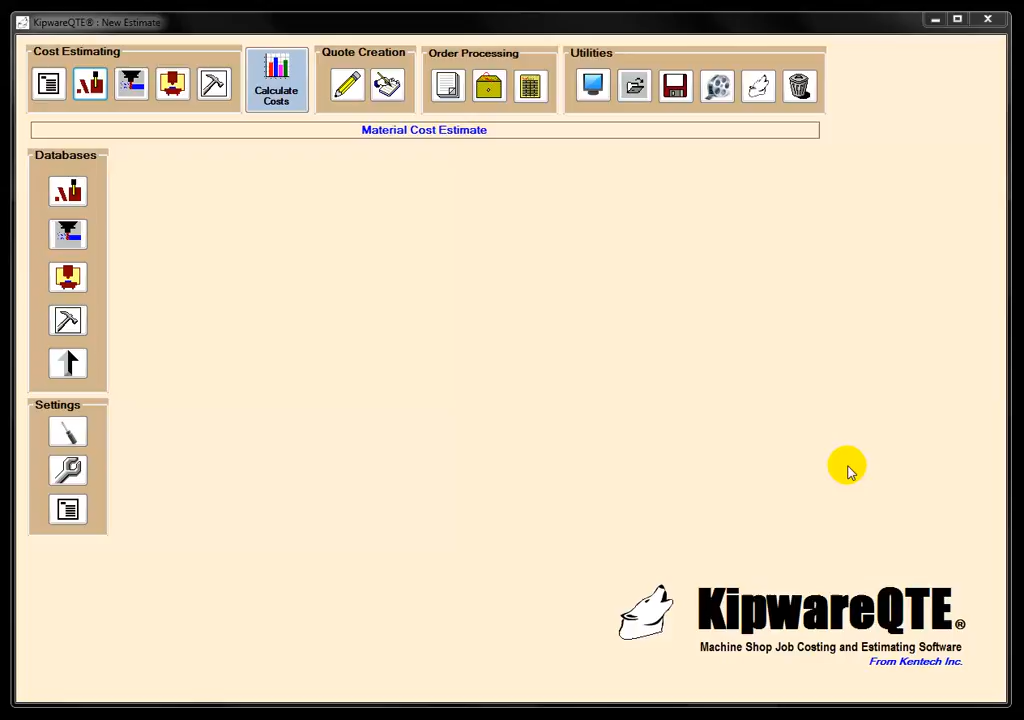 KipwareQTE® : New Estimate
Cost Estimating
Calculate
Costs
Quote Creation
Order Processing
Utilities
Material Cost Estimate
Databases
Settings
KipwareQTE®
Machine Shop Job Costing and Estimating Software
From Kentech Inc.